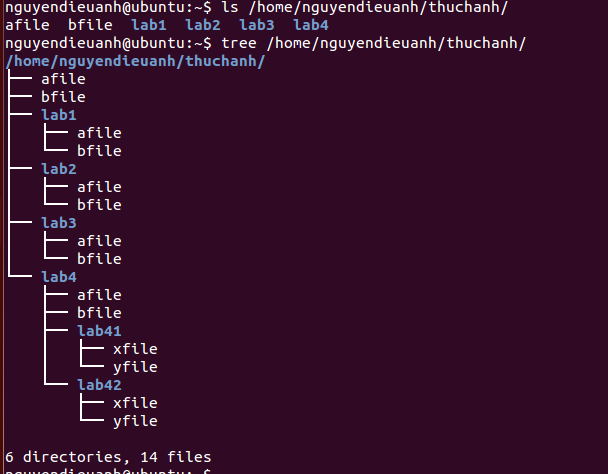 nguyendieuanh@ubuntu:~$ ls /home/nguyendieuanh/thuchanh/
afile  bfile  lab1  lab2  lab3  lab4
nguyendieuanh@ubuntu:~$ tree /home/nguyendieuanh/thuchanh/
/home/nguyendieuanh/thuchanh/
├── afile
├── bfile
├── lab1
│   ├── afile
│   └── bfile
├── lab2
│   ├── afile
│   └── bfile
├── lab3
│   ├── afile
│   └── bfile
└── lab4
    ├── afile
    ├── bfile
    ├── lab41
    │   ├── xfile
    │   └── yfile
    └── lab42
        ├── xfile
        └── yfile

6 directories, 14 files
nguyendieuanh@ubuntu:~$